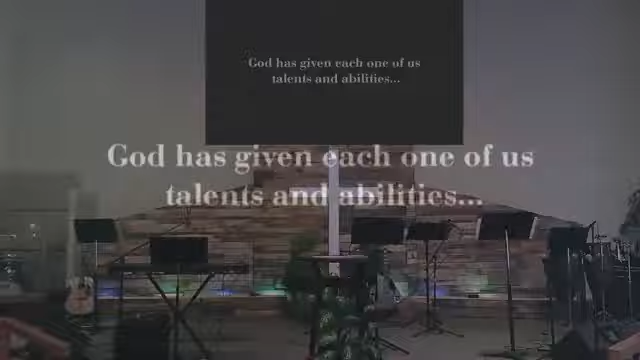 God has given each one of us
talents and abilities...
God has given each one of us
talents and abilities...